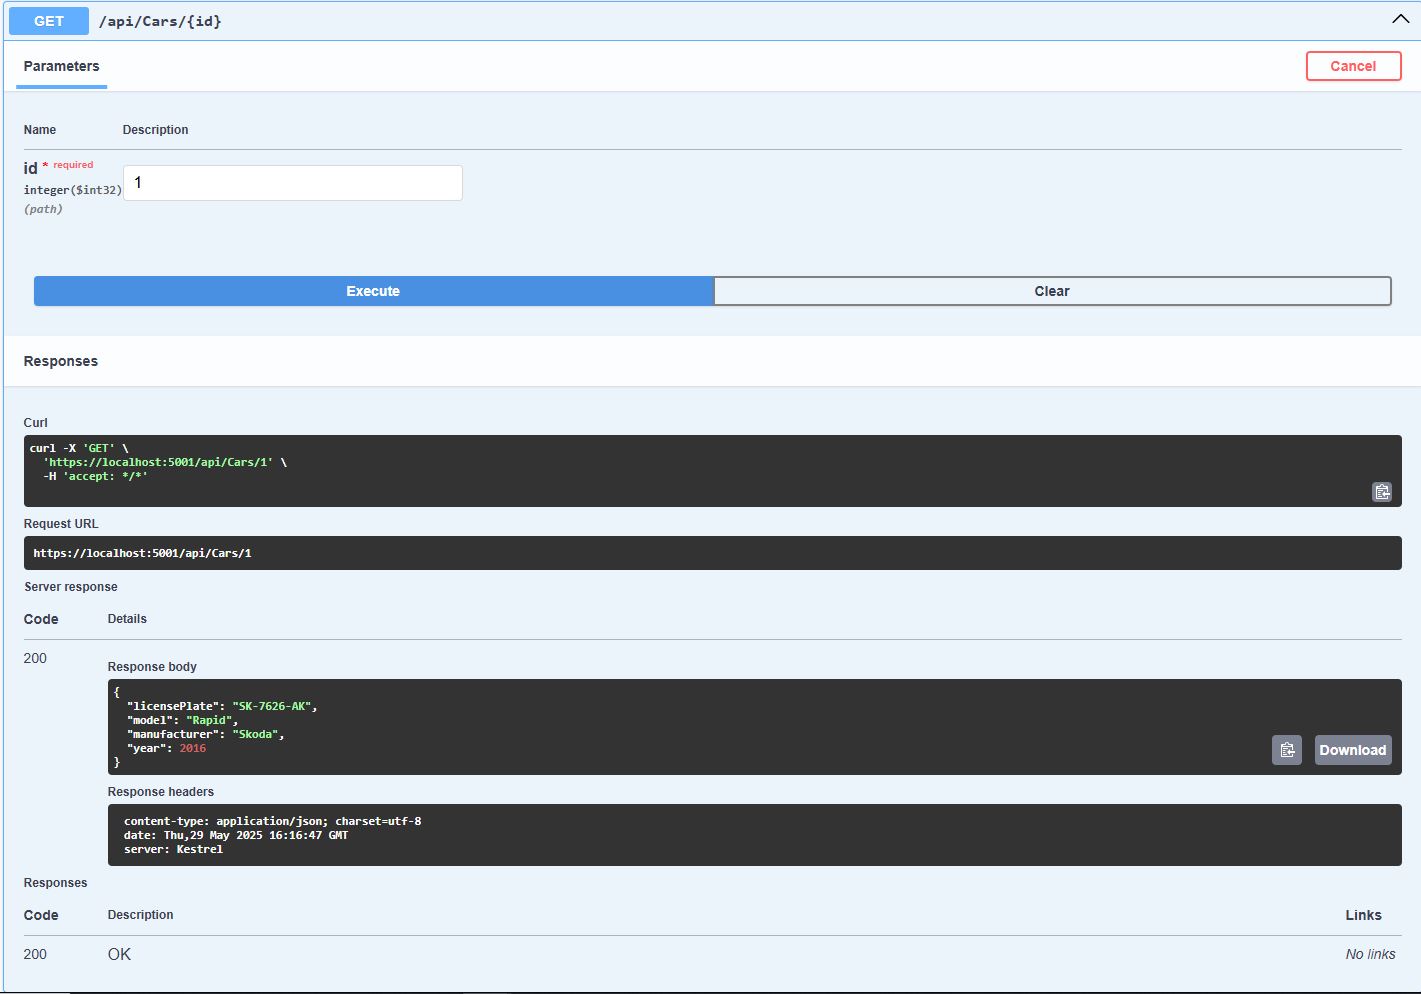 GET /api/Cars/{id}
Parameters
Cancel
Name Description
id * required
integer($int32)
(path)
1
Execute Clear
Responses
Curl
curl -X 'GET' \
  'https://localhost:5001/api/Cars/1' \
  -H 'accept: */*'
Request URL
https://localhost:5001/api/Cars/1
Server response
Code Details
200
Response body
{
  "licensePlate": "SK-7626-AK",
  "model": "Rapid",
  "manufacturer": "Skoda",
  "year": 2016
}
Download
Response headers
content-type: application/json; charset=utf-8
date: Thu,29 May 2025 16:16:47 GMT
server: Kestrel
Responses
Code Description Links
200 OK No links